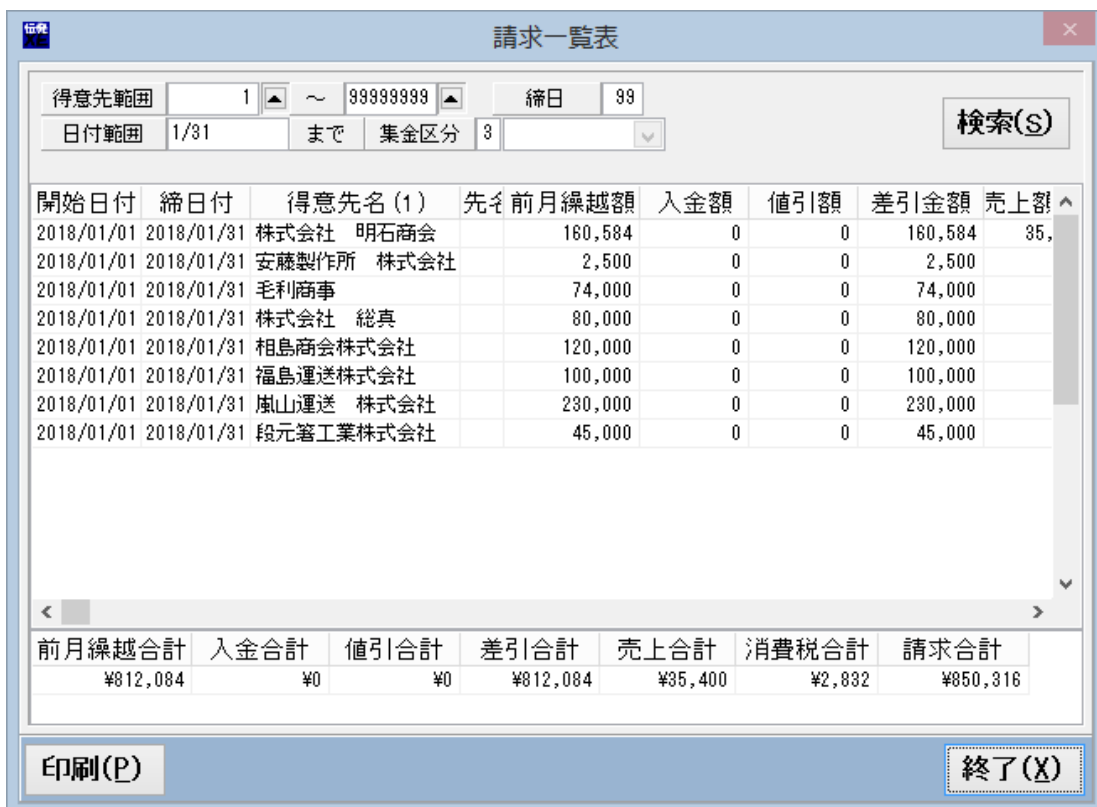 伝発
請求一覧表
得意先範囲 1 ～ 99999999 締日 99
日付範囲 1/31 まで 集金区分 3
検索(S)
開始日付 締日付 得意先名(1) 先名 前月繰越額 入金額 値引額 差引金額 売上額
2018/01/01 2018/01/31 株式会社　明石商会 160,584 0 0 160,584 35,
2018/01/01 2018/01/31 安藤製作所　株式会社 2,500 0 0 2,500
2018/01/01 2018/01/31 毛利商事 74,000 0 0 74,000
2018/01/01 2018/01/31 株式会社　総真 80,000 0 0 80,000
2018/01/01 2018/01/31 相島商会株式会社 120,000 0 0 120,000
2018/01/01 2018/01/31 福島運送株式会社 100,000 0 0 100,000
2018/01/01 2018/01/31 嵐山運送　株式会社 230,000 0 0 230,000
2018/01/01 2018/01/31 段元箸工業株式会社 45,000 0 0 45,000
前月繰越合計 入金合計 値引合計 差引合計 売上合計 消費税合計 請求合計
¥812,084 ¥0 ¥0 ¥812,084 ¥35,400 ¥2,832 ¥850,316
印刷(P)
終了(X)